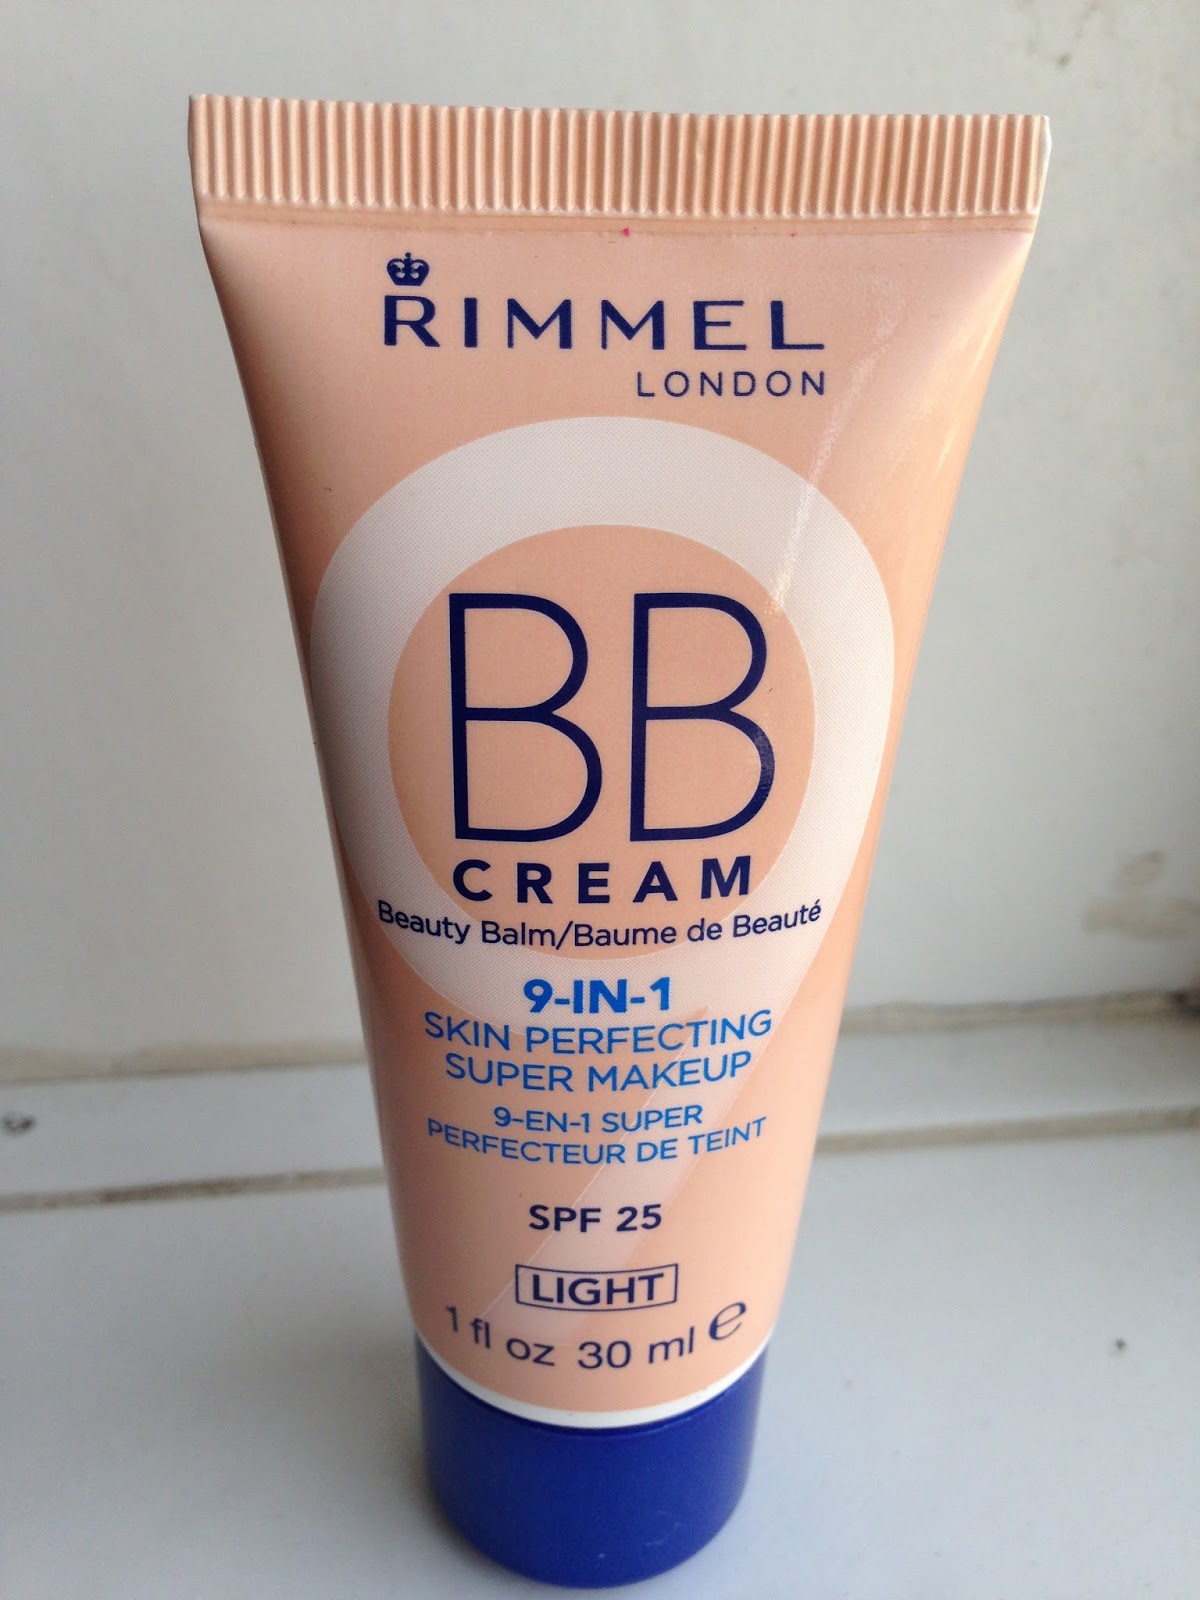 RIMMEL
LONDON
BB
CREAM
Beauty Balm/Baume de Beauté
9-IN-1
SKIN PERFECTING
SUPER MAKEUP
9-EN-1 SUPER
PERFECTEUR DE TEINT
SPF 25
LIGHT
1 fl oz 30 ml ℮